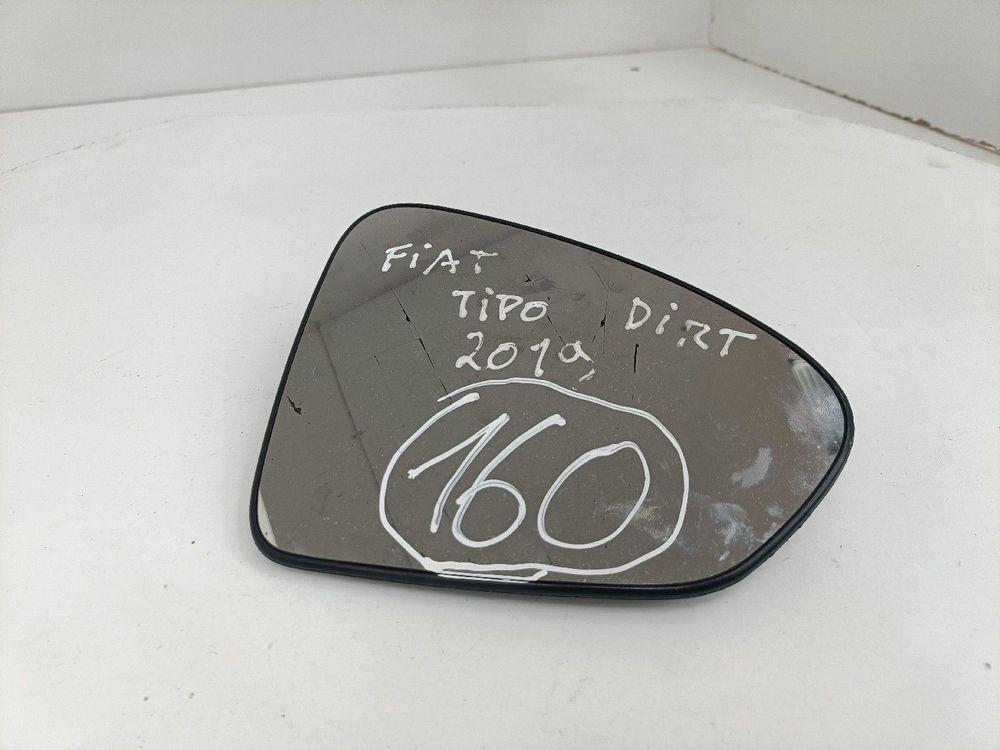 FiAT
TiPO DiRT
2019,
160